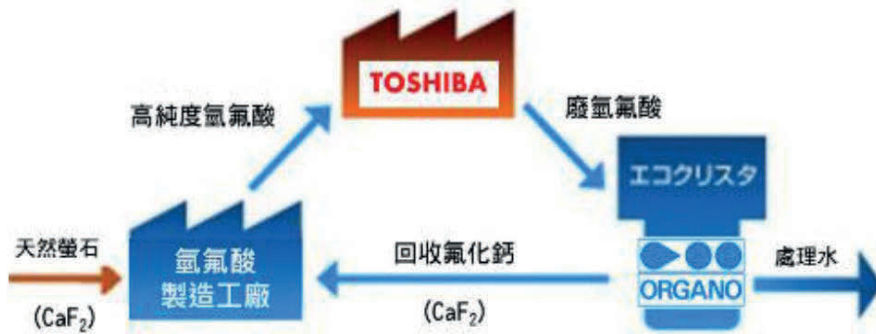 TOSHIBA
高純度氫氟酸
廢氫氟酸
エコクリスタ
天然螢石
(CaF₂)
氫氟酸
製造工廠
回收氟化鈣
(CaF₂)
ORGANO
處理水